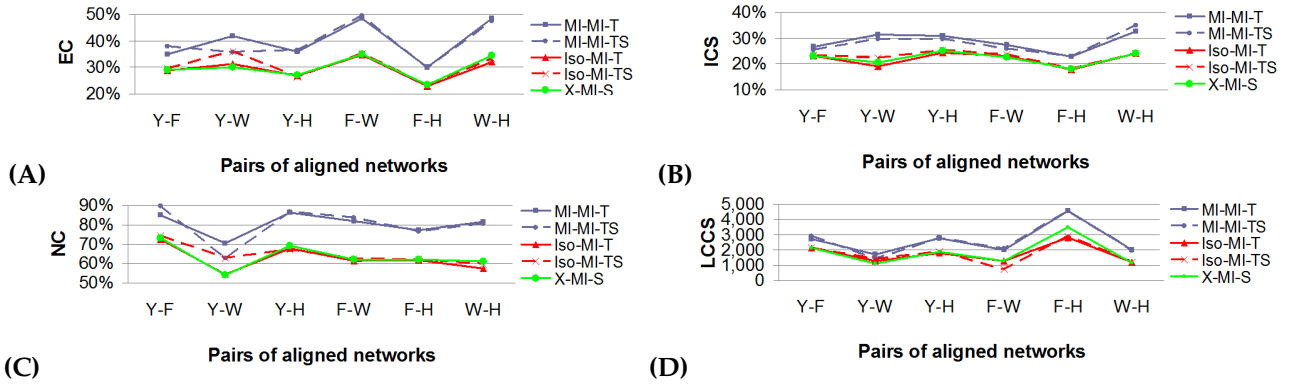 40%
EC
50%
40%
30%
20%
Y-F Y-W Y-H F-W F-H W-H
MI-MI-T
MI-MI-TS
Iso-MI-T
Iso-MI-TS
X-MI-S
Pairs of aligned networks
(A)
ICS
40%
30%
20%
10%
Y-F Y-W Y-H F-W F-H W-H
MI-MI-T
MI-MI-TS
Iso-MI-T
Iso-MI-TS
X-MI-S
Pairs of aligned networks
(B)
NC
90%
80%
70%
60%
50%
Y-F Y-W Y-H F-W F-H W-H
MI-MI-T
MI-MI-TS
Iso-MI-T
Iso-MI-TS
X-MI-S
Pairs of aligned networks
(C)
LCCS
5,000
4,000
3,000
2,000
1,000
0
Y-F Y-W Y-H F-W F-H W-H
MI-MI-T
MI-MI-TS
Iso-MI-T
Iso-MI-TS
X-MI-S
Pairs of aligned networks
(D)